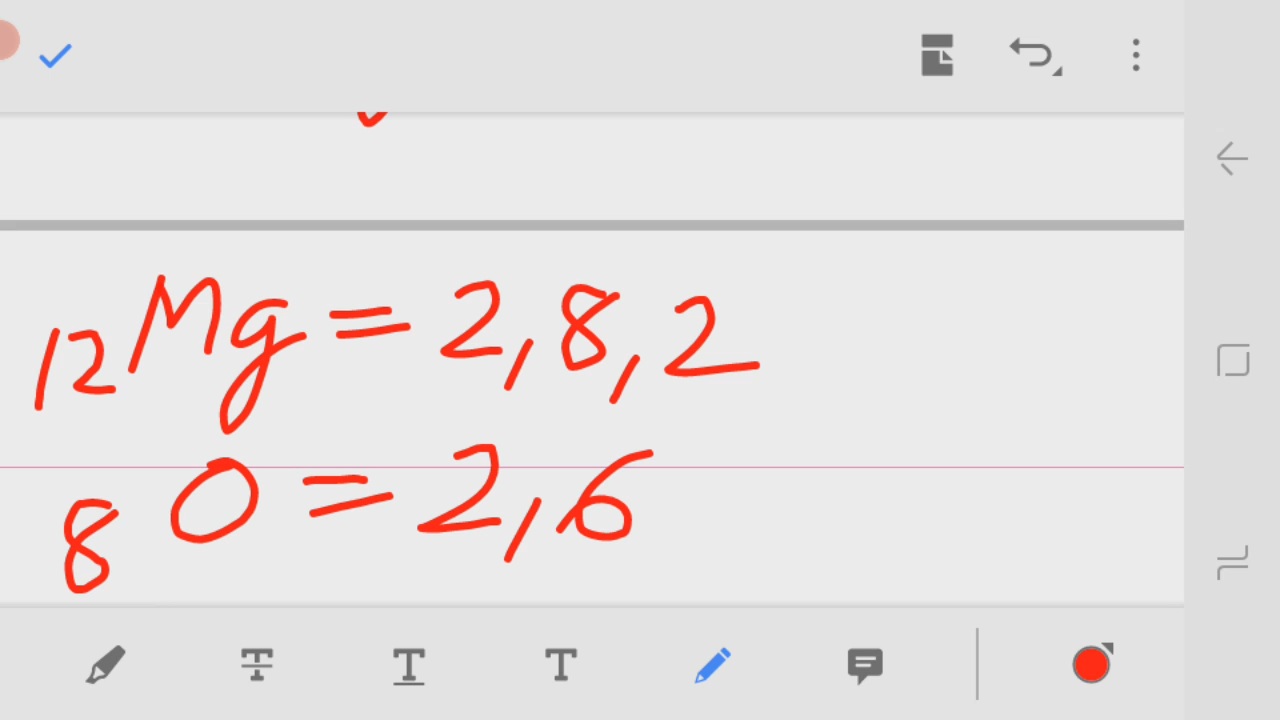 12Mg = 2,8,2
8O = 2,6